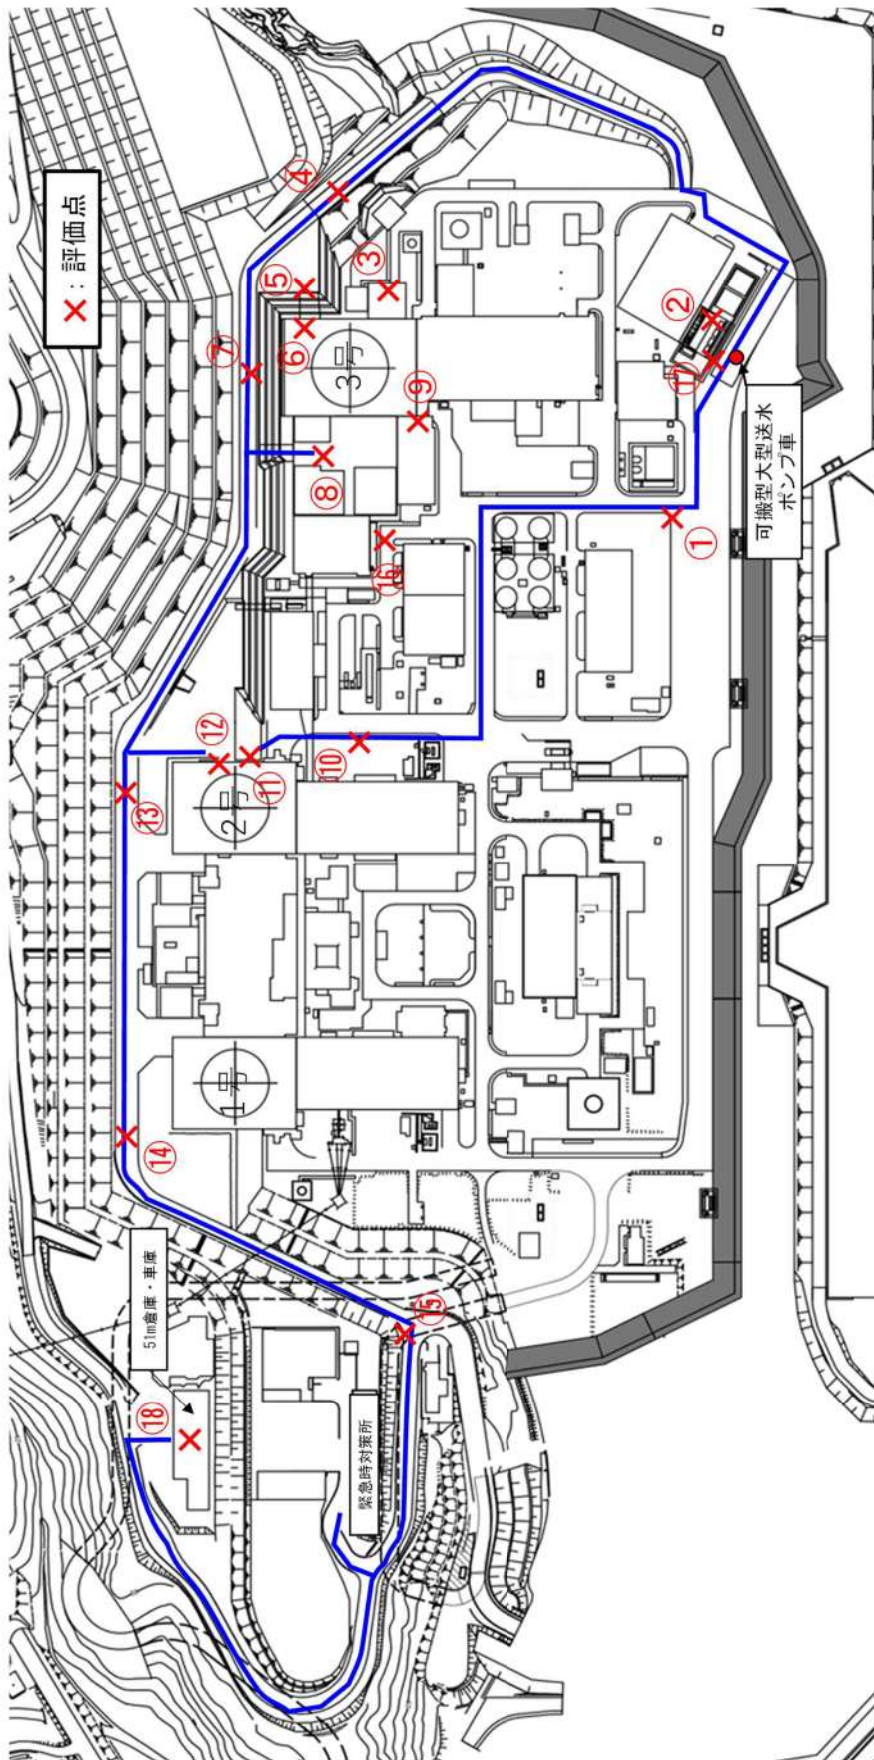 ×：評価点
④
③
⑤
⑥
⑦
3号
⑨
⑧
②
⑰
可搬型大型送水
ポンプ車
①
⑯
⑫
⑪
⑩
2号
⑬
1号
⑭
51m倉庫・車庫
⑮
⑱
緊急時対策所